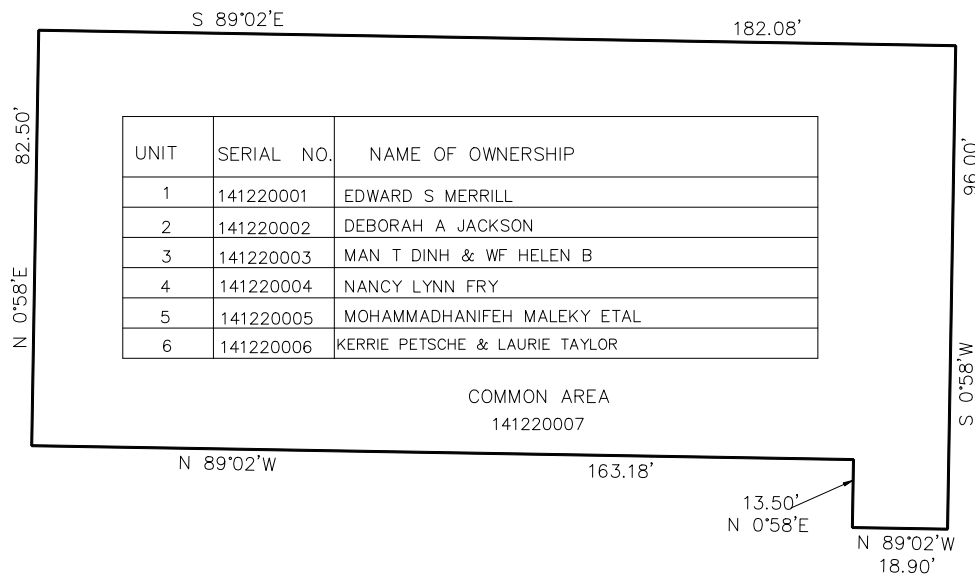 S 89°02'E
182.08'
82.50'
N 0°58'E
96.00'
S 0°58'W
UNIT SERIAL NO. NAME OF OWNERSHIP
1 141220001 EDWARD S MERRILL
2 141220002 DEBORAH A JACKSON
3 141220003 MAN T DINH & WF HELEN B
4 141220004 NANCY LYNN FRY
5 141220005 MOHAMMADHANIFEH MALEKY ETAL
6 141220006 KERRIE PETSCHE & LAURIE TAYLOR
COMMON AREA
141220007
N 89°02'W
163.18'
13.50'
N 0°58'E
N 89°02'W
18.90'